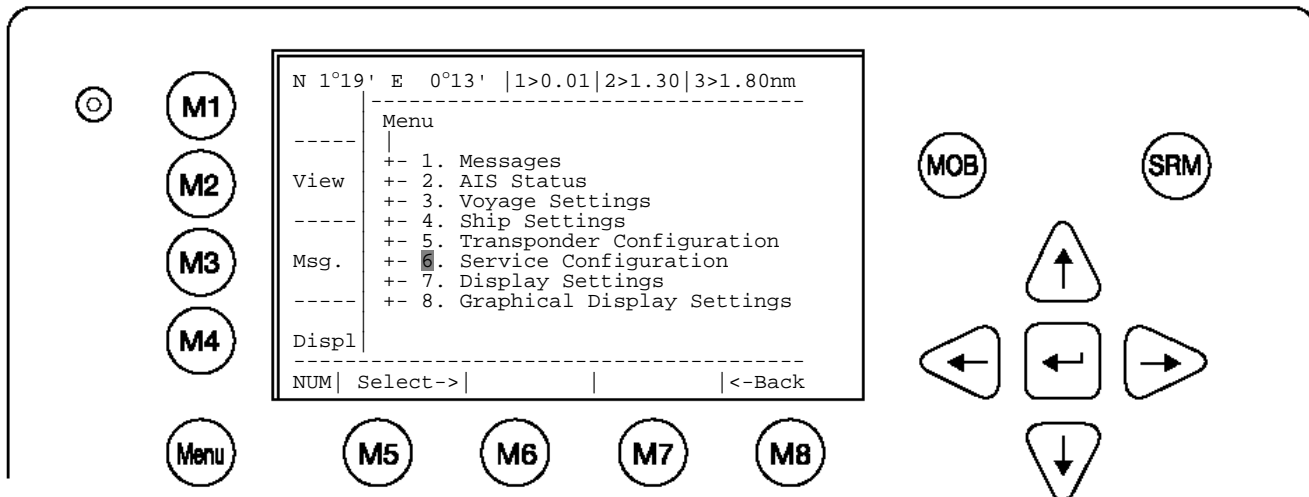 N 1°19' E 0°13' |1>0.01|2>1.30|3>1.80nm
M1
Menu
+- 1. Messages
MOB
SRM
M2
View
+- 2. AIS Status
+- 3. Voyage Settings
+- 4. Ship Settings
+- 5. Transponder Configuration
M3
Msg.
+- 6. Service Configuration
+- 7. Display Settings
+- 8. Graphical Display Settings
M4
Displ
NUM| Select->| | |<-Back
Menu
M5
M6
M7
M8